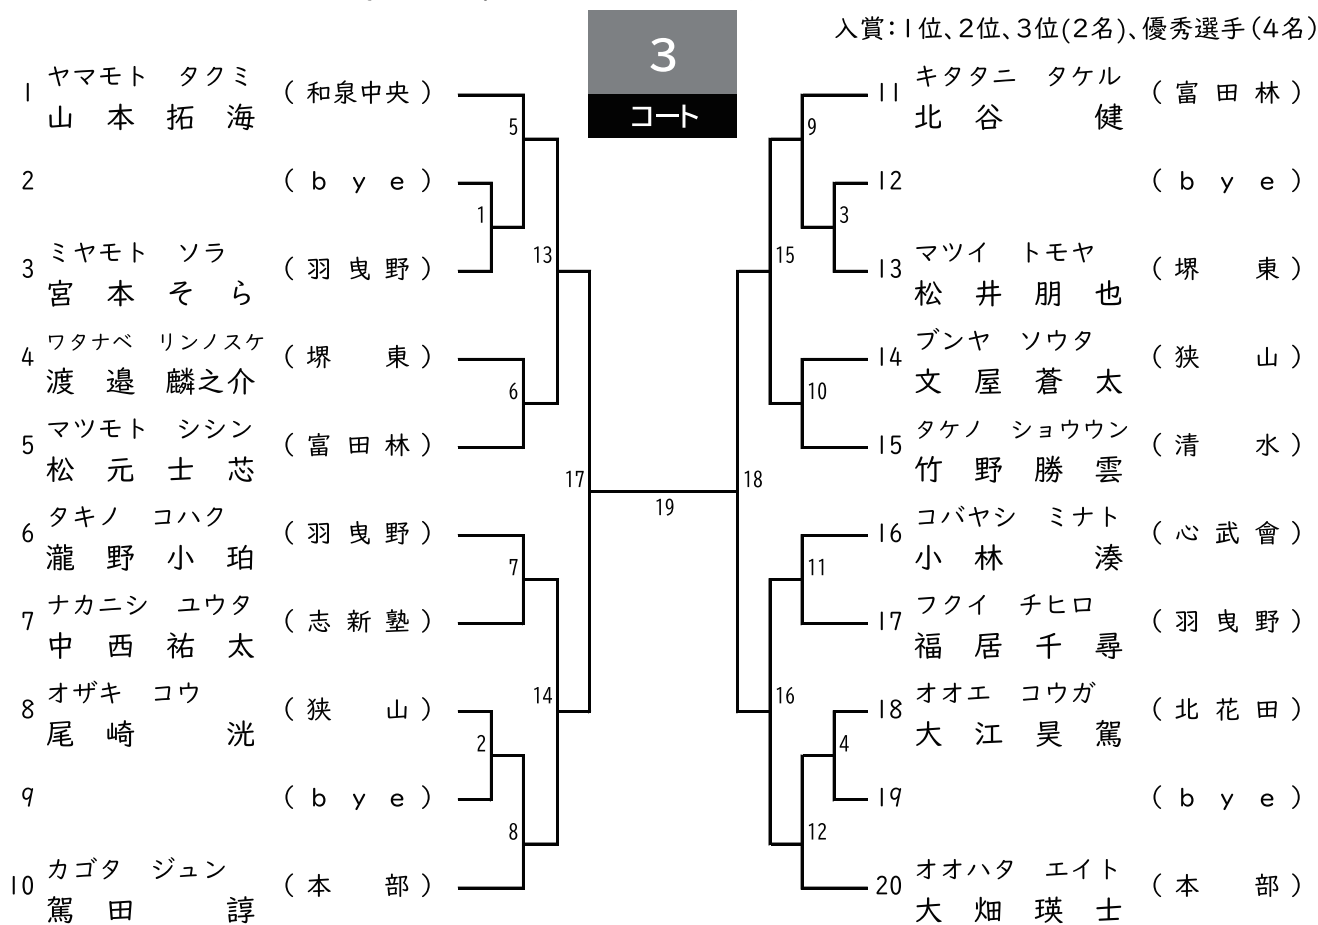 入賞:1位、2位、3位(2名)、優秀選手(4名)
3
コート
1 ヤマモト タクミ
山本拓海 (和泉中央)
2 (bye)
3 ミヤモト ソラ
宮本そら (羽曳野)
4 ワタナベ リンノスケ
渡邉麟之介 (堺東)
5 マツモト シシン
松元士芯 (富田林)
6 タキノ コハク
瀧野小珀 (羽曳野)
7 ナカニシ ユウタ
中西祐太 (志新塾)
8 オザキ コウ
尾崎洸 (狭山)
9 (bye)
10 カゴタ ジュン
駕田諄 (本部)
5
1
13
6
17
7
14
2
8
19
9
3
15
10
18
11
16
4
12
11 キタタニ タケル
北谷健 (富田林)
12 (bye)
13 マツイ トモヤ
松井朋也 (堺東)
14 ブンヤ ソウタ
文屋蒼太 (狭山)
15 タケノ ショウウン
竹野勝雲 (清水)
16 コバヤシ ミナト
小林湊 (心武會)
17 フクイ チヒロ
福居千尋 (羽曳野)
18 オオエ コウガ
大江昊駕 (北花田)
19 (bye)
20 オオハタ エイト
大畑瑛士 (本部)